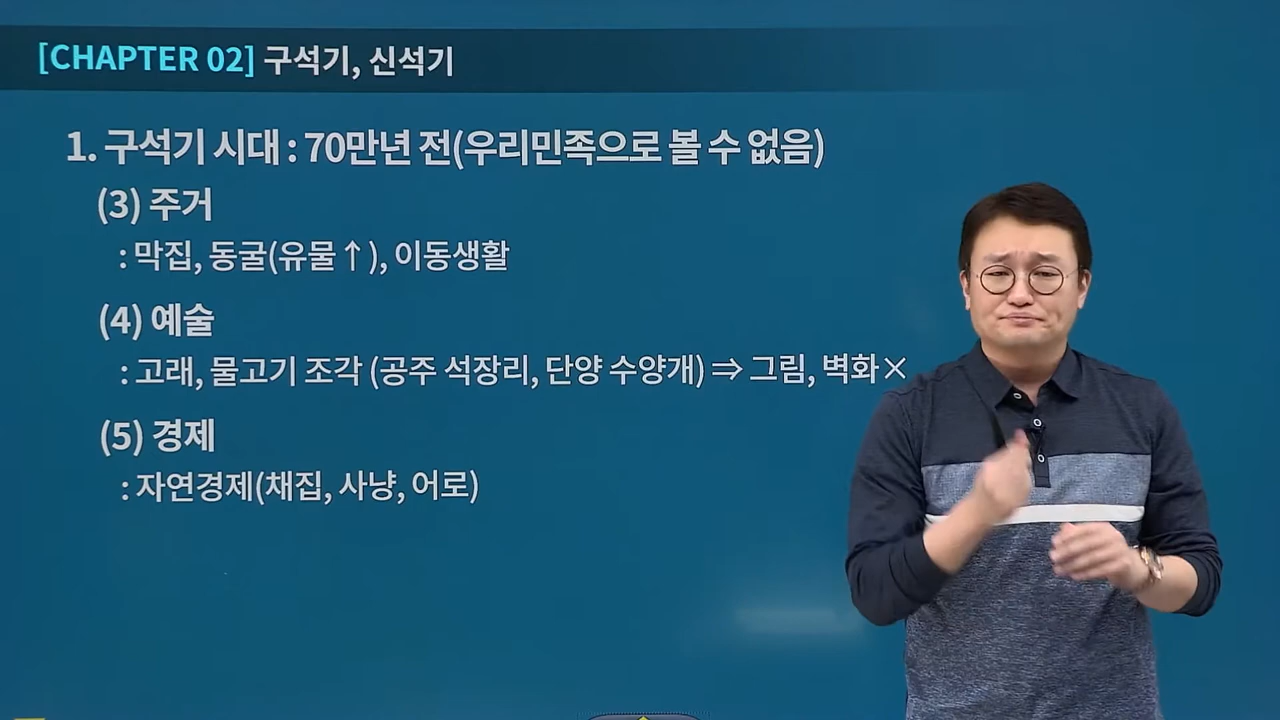 [CHAPTER 02] 구석기, 신석기
1. 구석기 시대 : 70만년 전(우리민족으로 볼 수 없음)
(3) 주거
: 막집, 동굴(유물↑), 이동생활
(4) 예술
: 고래, 물고기 조각 (공주 석장리, 단양 수양개) ⇒ 그림, 벽화×
(5) 경제
: 자연경제(채집, 사냥, 어로)